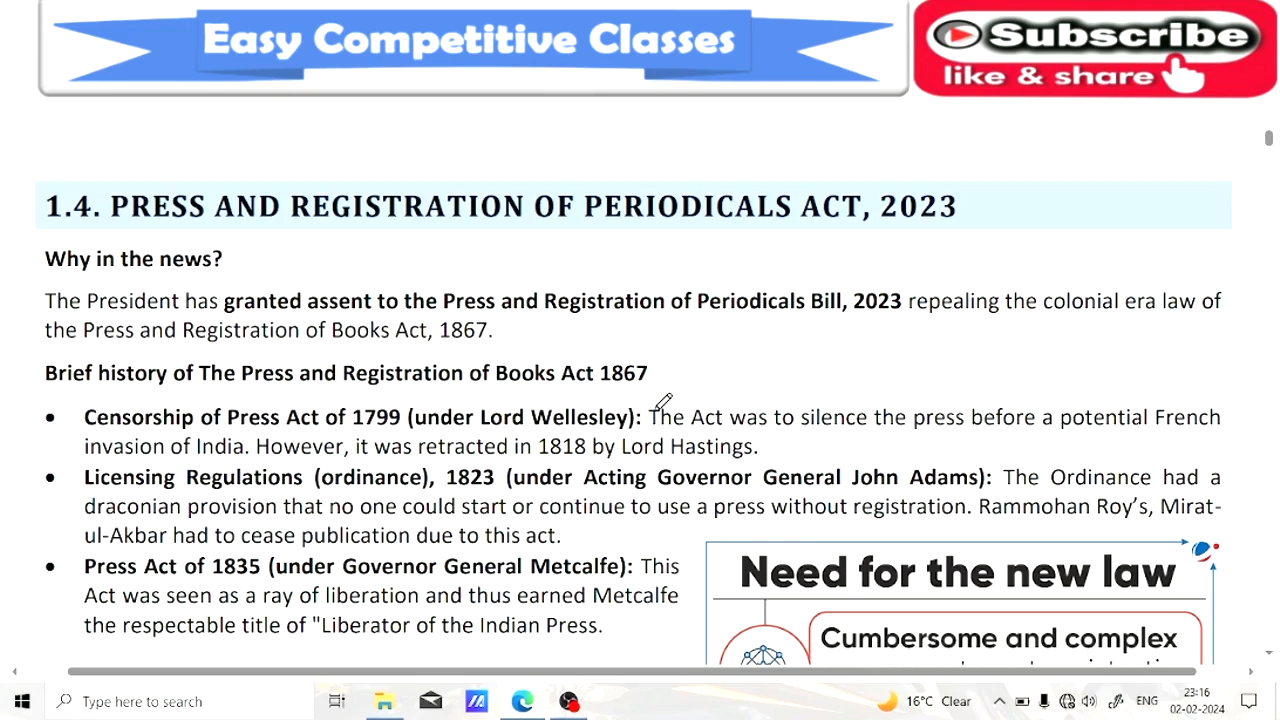 Easy Competitive Classes
Subscribe
like & share
1.4. PRESS AND REGISTRATION OF PERIODICALS ACT, 2023
Why in the news?
The President has granted assent to the Press and Registration of Periodicals Bill, 2023 repealing the colonial era law of
the Press and Registration of Books Act, 1867.
Brief history of The Press and Registration of Books Act 1867
• Censorship of Press Act of 1799 (under Lord Wellesley): The Act was to silence the press before a potential French
invasion of India. However, it was retracted in 1818 by Lord Hastings.
• Licensing Regulations (ordinance), 1823 (under Acting Governor General John Adams): The Ordinance had a
draconian provision that no one could start or continue to use a press without registration. Rammohan Roy's, Mirat-
ul-Akbar had to cease publication due to this act.
• Press Act of 1835 (under Governor General Metcalfe): This
Act was seen as a ray of liberation and thus earned Metcalfe
the respectable title of "Liberator of the Indian Press.
Need for the new law
Cumbersome and complex
Type here to search
16°C Clear
ENG
23:16
02-02-2024